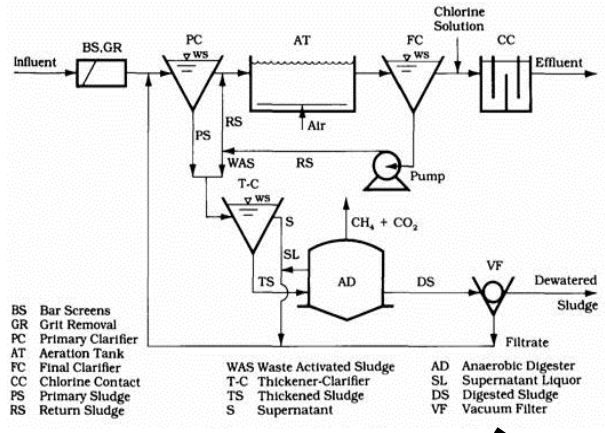 Chlorine
Solution
BS,GR
PC
AT
FC
CC
Influent
WS
WS
Effluent
PS
RS
Air
WAS
RS
Pump
T-C
WS
S
CH₄ + CO₂
SL
TS
AD
DS
VF
Dewatered
Sludge
Filtrate
BS Bar Screens
GR Grit Removal
PC Primary Clarifier
AT Aeration Tank
FC Final Clarifier
CC Chlorine Contact
PS Primary Sludge
RS Return Sludge
WAS Waste Activated Sludge
T-C Thickener-Clarifier
TS Thickened Sludge
S Supernatant
AD Anaerobic Digester
SL Supernatant Liquor
DS Digested Sludge
VF Vacuum Filter